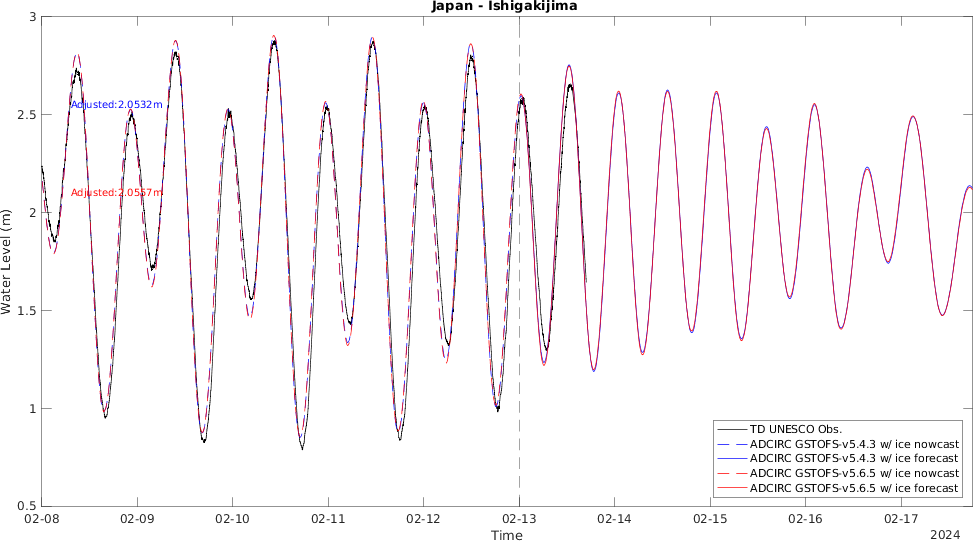 Japan - Ishigakijima
3
2.5
2
1.5
1
0.5
Water Level (m)
Adjusted:2.0532m
Adjusted:2.0557m
TD UNESCO Obs.
ADCIRC GSTOFS-v5.4.3 w/ ice nowcast
ADCIRC GSTOFS-v5.4.3 w/ ice forecast
ADCIRC GSTOFS-v5.6.5 w/ ice nowcast
ADCIRC GSTOFS-v5.6.5 w/ ice forecast
02-08 02-09 02-10 02-11 02-12 02-13 02-14 02-15 02-16 02-17
Time
2024